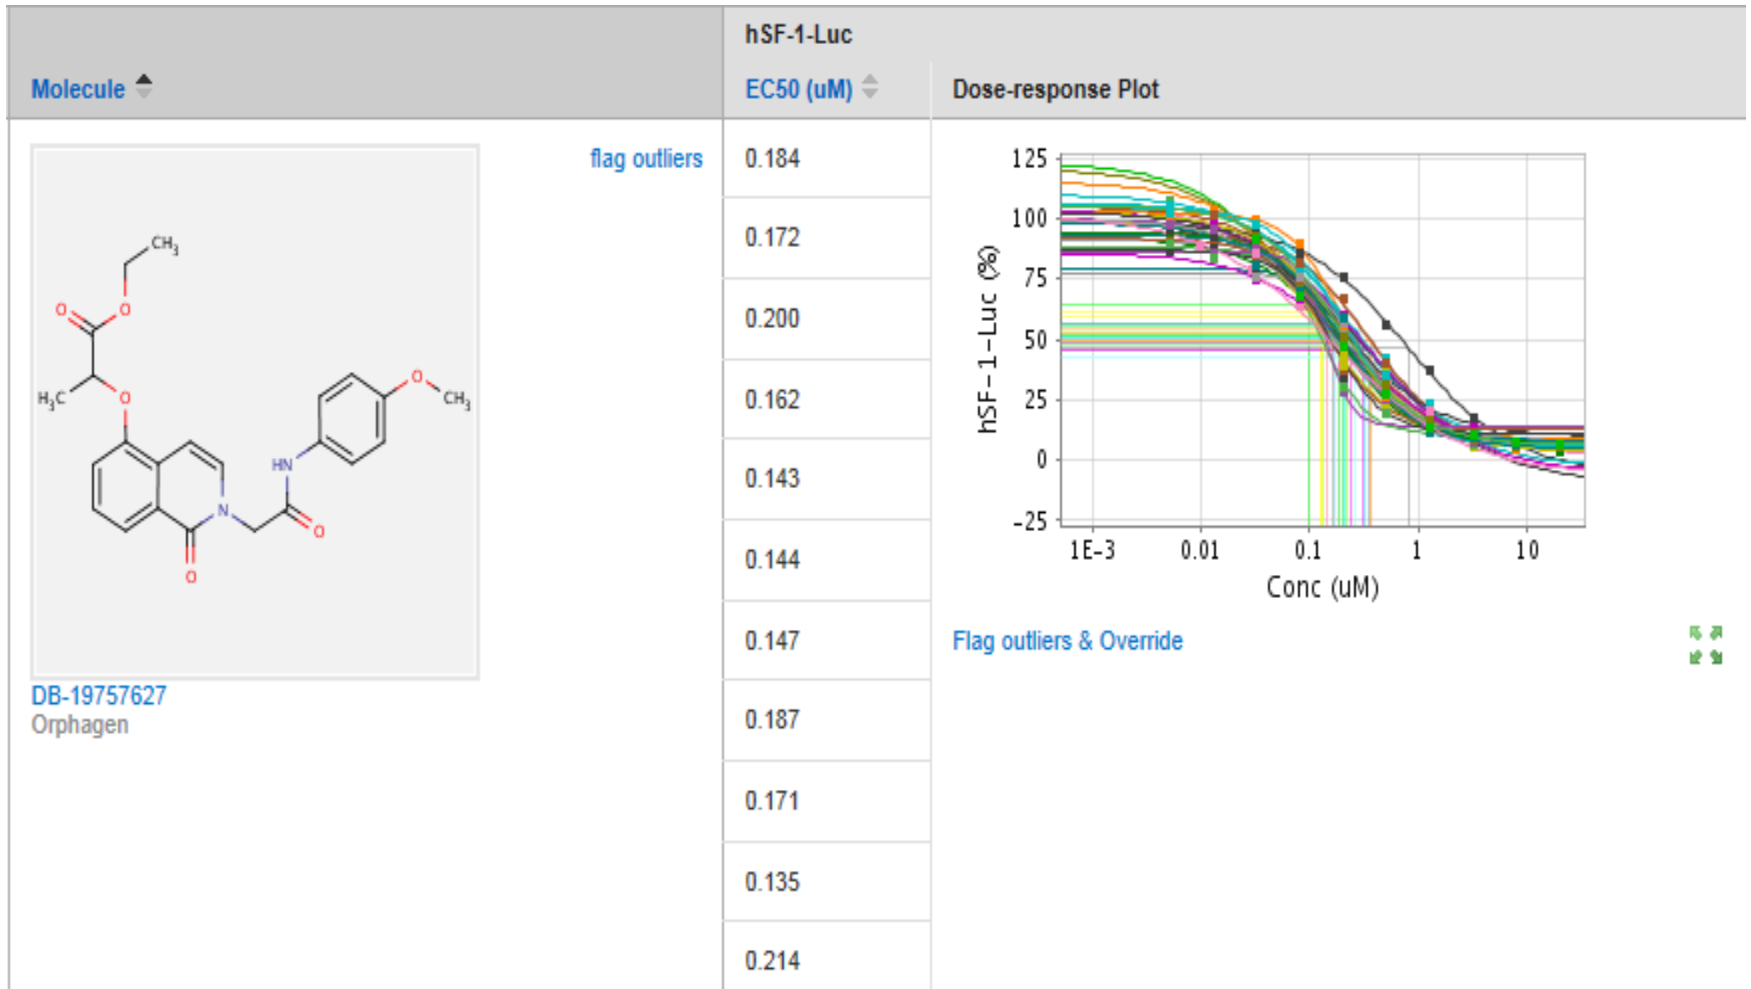 hSF-1-Luc
Molecule
EC50 (uM)
Dose-response Plot
flag outliers
CH3
O
O
H3C
O
O
CH3
HN
N
O
O
DB-19757627
Orphagen
0.184
0.172
0.200
0.162
0.143
0.144
0.147
0.187
0.171
0.135
0.214
hSF-1-Luc (%)
125
100
75
50
25
0
-25
1E-3 0.01 0.1 1 10
Conc (uM)
Flag outliers & Override